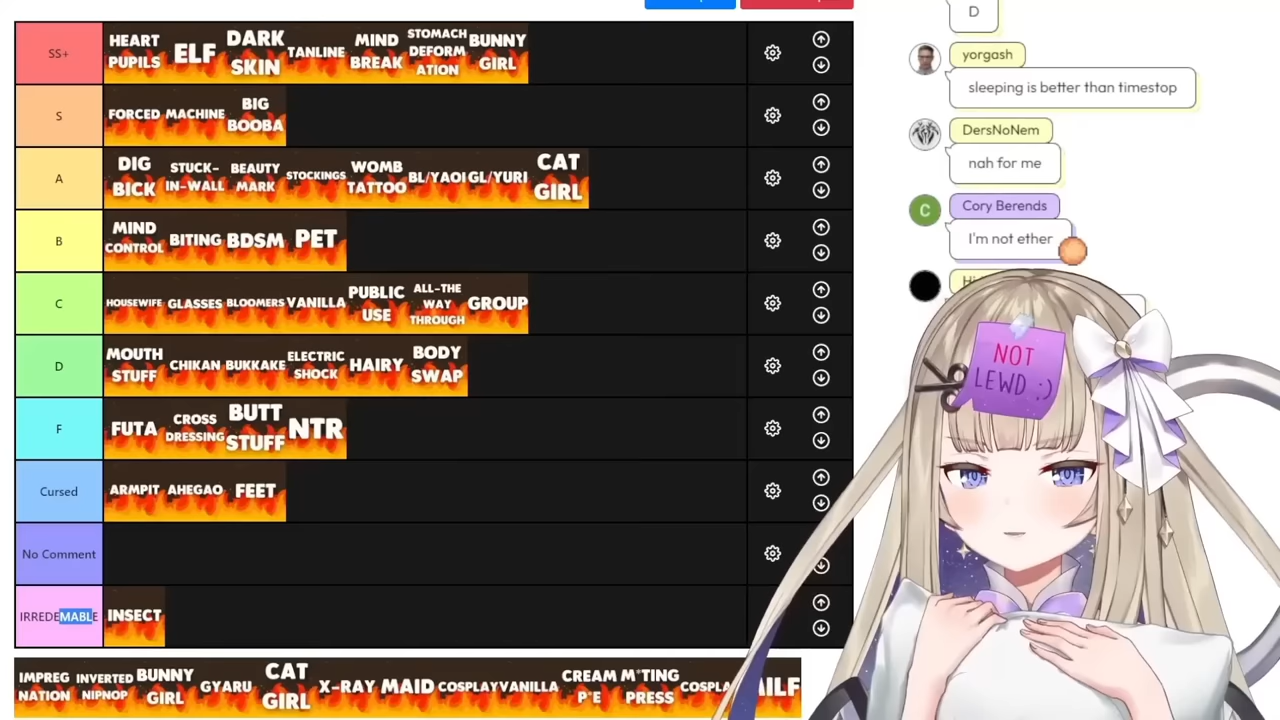 D
yorgash
sleeping is better than timestop
DersNoNem
nah for me
C
Cory Berends
I'm not ether
NOT
LEWD :)
SS+
HEART
PUPILS
ELF
DARK
SKIN
TANLINE
MIND
BREAK
STOMACH
DEFORM
ATION
BUNNY
GIRL
S
FORCED
MACHINE
BIG
BOOBA
A
DIG
BICK
STUCK-
IN-WALL
BEAUTY
MARK
STOCKINGS
WOMB
TATTOO
BL/YAOI
GL/YURI
CAT
GIRL
B
MIND
CONTROL
BITING
BDSM
PET
C
HOUSEWIFE
GLASSES
BLOOMERS
VANILLA
PUBLIC
USE
ALL-THE
WAY
THROUGH
GROUP
D
MOUTH
STUFF
CHIKAN
BUKKAKE
ELECTRIC
SHOCK
HAIRY
BODY
SWAP
F
FUTA
CROSS
DRESSING
BUTT
STUFF
NTR
Cursed
ARMPIT
AHEGAO
FEET
No Comment
IRREDEMABLE
INSECT
IMPREG
NATION
INVERTED
NIPNOP
BUNNY
GIRL
GYARU
CAT
GIRL
X-RAY
MAID
COSPLAY
VANILLA
CREAM
P*E
M*TING
PRESS